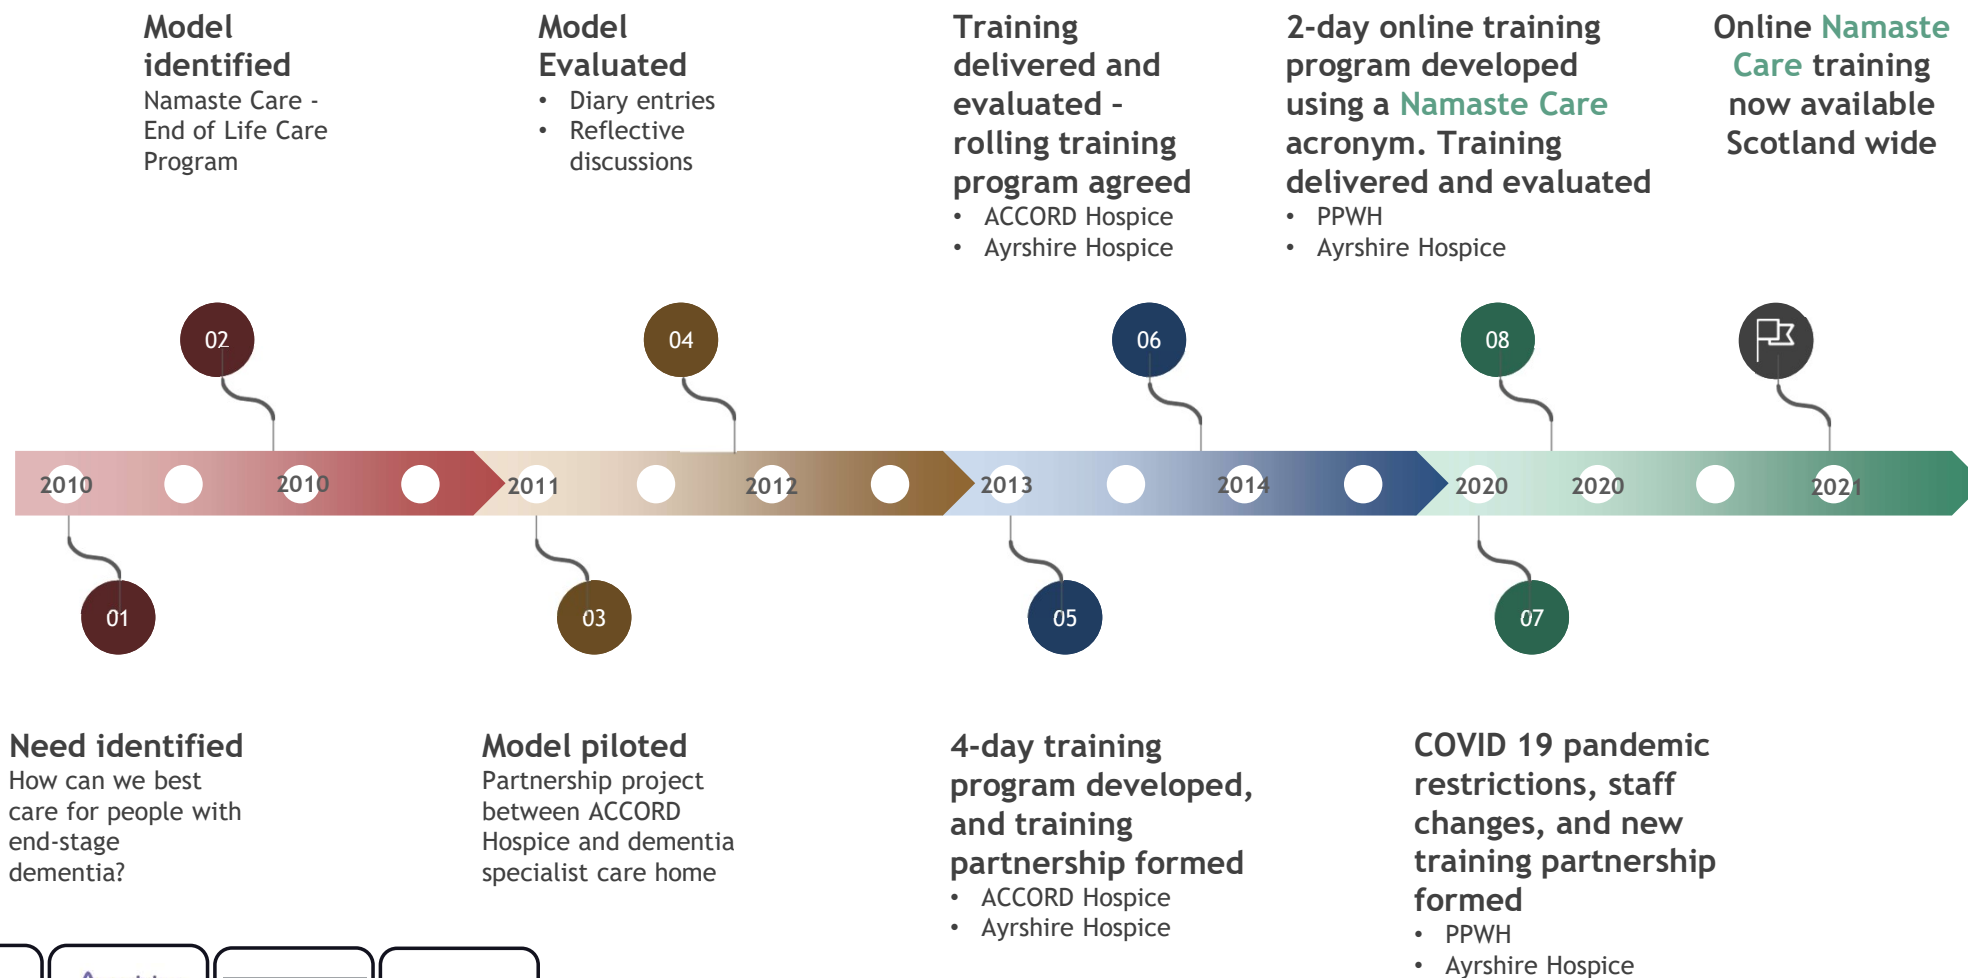 Model
identified
Namaste Care -
End of Life Care
Program
Model
Evaluated
• Diary entries
• Reflective
discussions
Training
delivered and
evaluated –
rolling training
program agreed
• ACCORD Hospice
• Ayrshire Hospice
2-day online training
program developed
using a Namaste Care
acronym. Training
delivered and evaluated
• PPWH
• Ayrshire Hospice
Online Namaste
Care training
now available
Scotland wide
02
04
06
08
2010
2010
2011
2012
2013
2014
2020
2020
2021
01
03
05
07
Need identified
How can we best
care for people with
end-stage
dementia?
Model piloted
Partnership project
between ACCORD
Hospice and dementia
specialist care home
4-day training
program developed,
and training
partnership formed
• ACCORD Hospice
• Ayrshire Hospice
COVID 19 pandemic
restrictions, staff
changes, and new
training partnership
formed
• PPWH
• Ayrshire Hospice